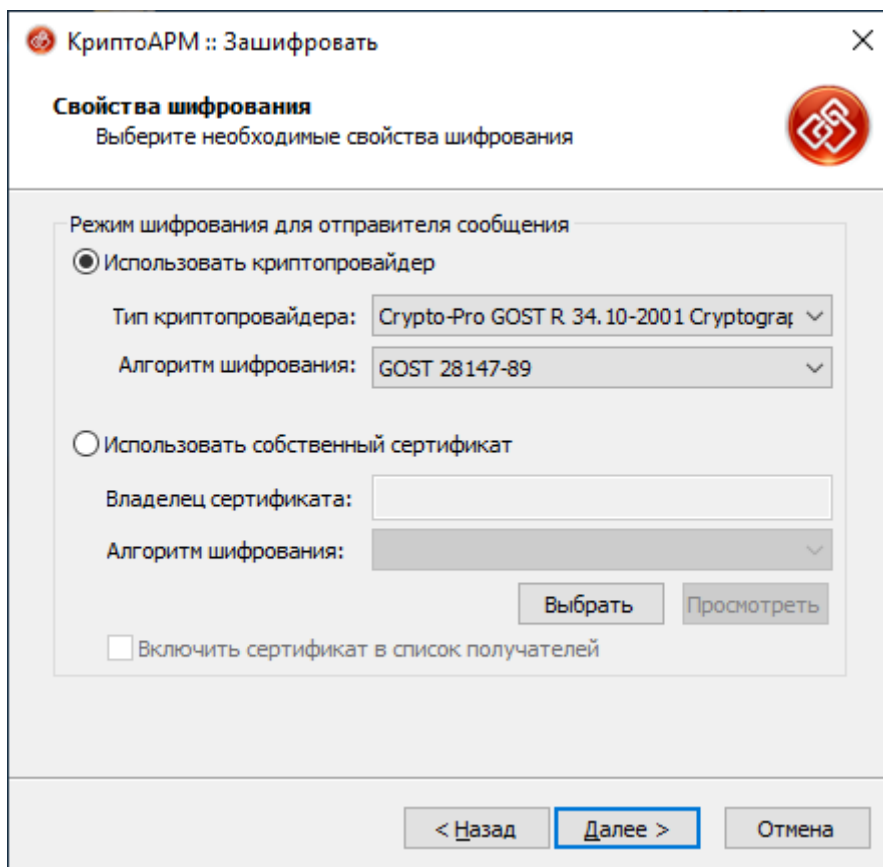 КриптоАРМ :: Зашифровать
Свойства шифрования
Выберите необходимые свойства шифрования
Режим шифрования для отправителя сообщения
Использовать криптопровайдер
Тип криптопровайдера: Crypto-Pro GOST R 34.10-2001 Cryptograp
Алгоритм шифрования: GOST 28147-89
Использовать собственный сертификат
Владелец сертификата:
Алгоритм шифрования:
Выбрать Просмотреть
Включить сертификат в список получателей
< Назад Далее > Отмена